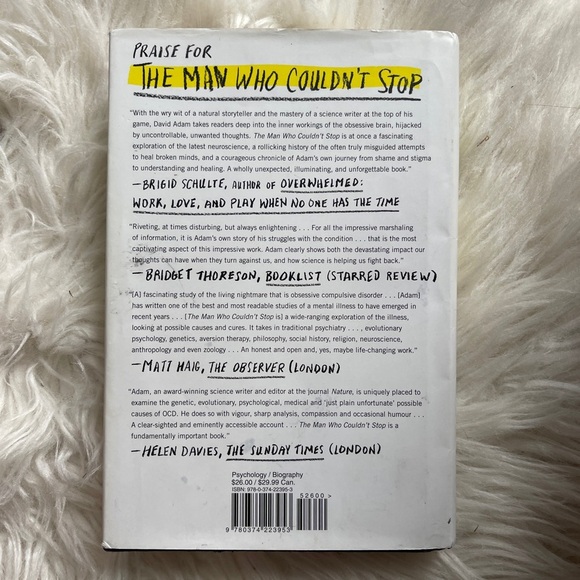 PRAISE FOR
THE MAN WHO COULDN'T STOP
"With the wry wit of a natural storyteller and the mastery of a science writer at the top of his
game, David Adam takes readers deep into the inner workings of the obsessive brain, hijacked
by uncontrollable, unwanted thoughts. The Man Who Couldn't Stop is at once a fascinating
exploration of the latest neuroscience, a rollicking history of the often truly misguided attempts
to heal broken minds, and a courageous chronicle of Adam's own journey from shame and stigma
to understanding and healing. A wholly unexpected, illuminating, and unforgettable book."
—BRIGID SCHULTE, AUTHOR OF OVERWHELMED:
WORK, LOVE, AND PLAY WHEN NO ONE HAS THE TIME
"Riveting, at times disturbing, but always enlightening . . . For all the impressive marshaling
of information, it is Adam's own story of his struggles with the condition . . . that is the most
captivating aspect of this impressive work. Adam clearly shows both the devastating impact our
thoughts can have when they turn against us, and how science is helping us fight back."
—BRIDGET THORESON, BOOKLIST (STARRED REVIEW)
"[A] fascinating study of the living nightmare that is obsessive compulsive disorder . . . [Adam]
has written one of the best and most readable studies of a mental illness to have emerged in
recent years . . . [The Man Who Couldn't Stop is] a wide-ranging exploration of the illness,
looking at possible causes and cures. It takes in traditional psychiatry . . . , evolutionary
psychology, genetics, aversion therapy, philosophy, social history, religion, neuroscience,
anthropology and even zoology . . . An honest and open and, yes, maybe life-changing work."
—MATT HAIG, THE OBSERVER (LONDON)
"Adam, an award-winning science writer and editor at the journal Nature, is uniquely placed to
examine the genetic, evolutionary, psychological, medical and 'just plain unfortunate' possible
causes of OCD. He does so with vigour, sharp analysis, compassion and occasional humour . . .
A clear-sighted and eminently accessible account . . . The Man Who Couldn't Stop is a
fundamentally important book."
—HELEN DAVIES, THE SUNDAY TIMES (LONDON)
Psychology / Biography
$26.00 / $29.99 Can.
ISBN: 978-0-374-22395-3
52600>
9 780374 223953